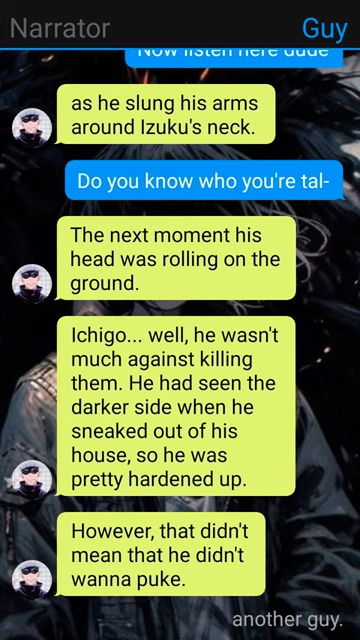 Narrator
Guy
Now listen here dude
as he slung his arms
around Izuku's neck.
Do you know who you're tal-
The next moment his
head was rolling on the
ground.
Ichigo... well, he wasn't
much against killing
them. He had seen the
darker side when he
sneaked out of his
house, so he was
pretty hardened up.
However, that didn't
mean that he didn't
wanna puke.
another guy.